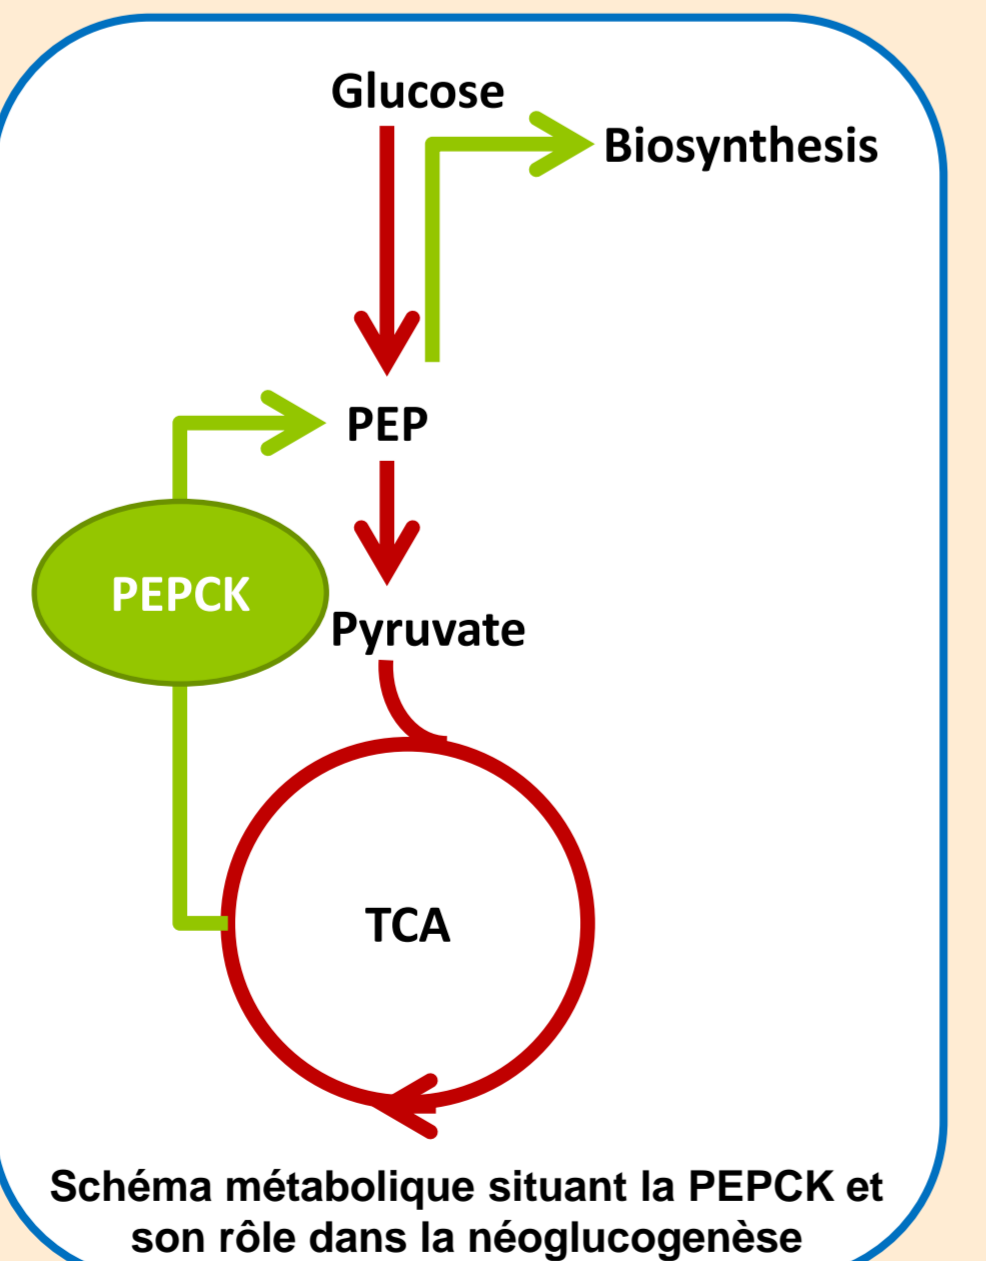 Glucose
Biosynthesis
PEP
PEPCK
Pyruvate
TCA
Schéma métabolique situant la PEPCK et
son rôle dans la néoglucogenèse